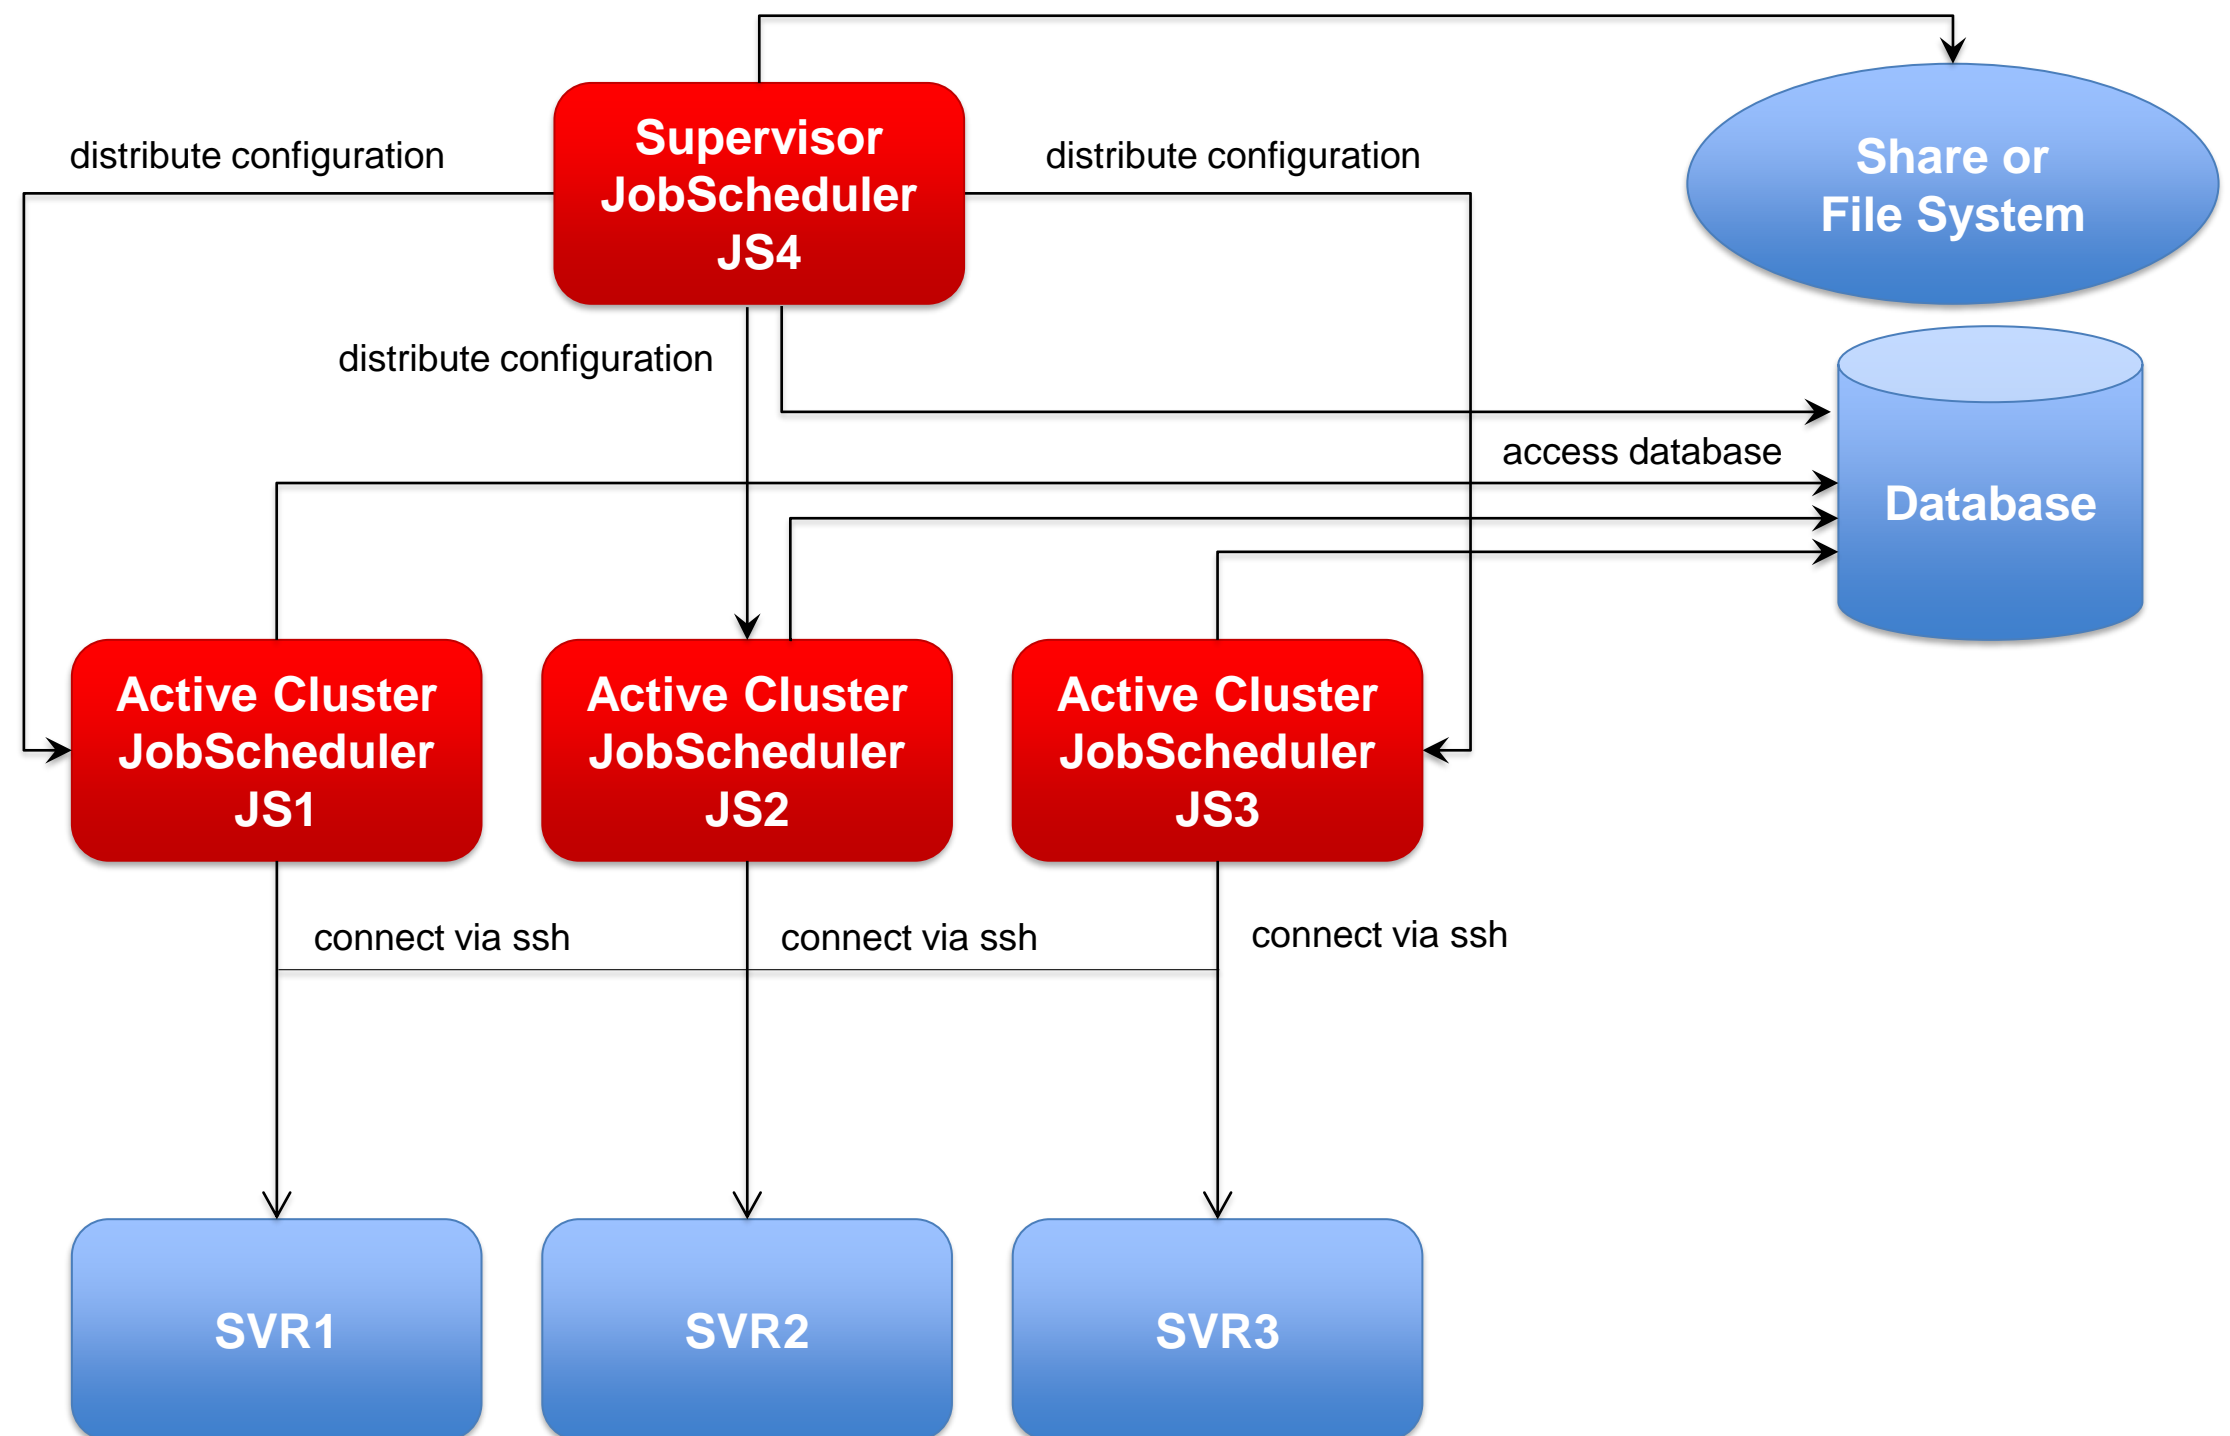 Supervisor
JobScheduler
JS4
distribute configuration
distribute configuration
Share or
File System
distribute configuration
access database
Database
Active Cluster
JobScheduler
JS1
Active Cluster
JobScheduler
JS2
Active Cluster
JobScheduler
JS3
connect via ssh
connect via ssh
connect via ssh
SVR1
SVR2
SVR3